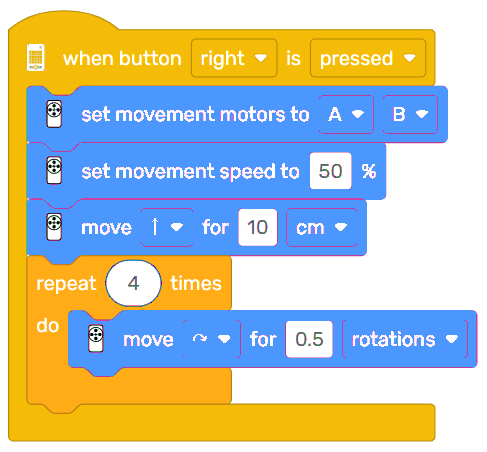 when button right is pressed
set movement motors to A B
set movement speed to 50 %
move ↑ for 10 cm
repeat 4 times
do move ↷ for 0.5 rotations